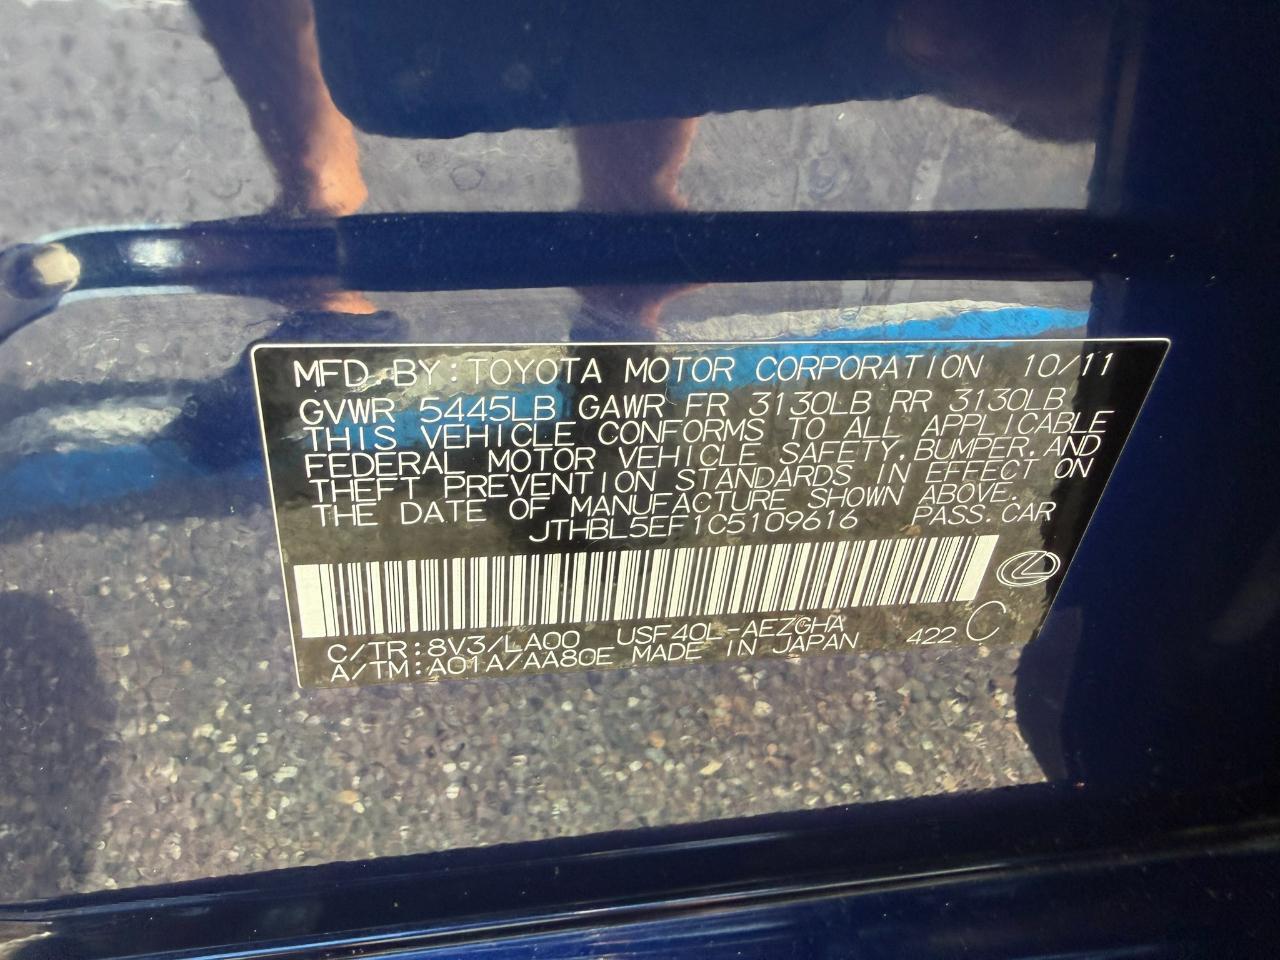 MFD.BY:TOYOTA MOTOR CORPORATION 10/11
GVWR 5445LB GAWR FR 3130LB RR 3130LB
THIS VEHICLE CONFORMS TO ALL APPLICABLE
FEDERAL MOTOR VEHICLE SAFETY,BUMPER,AND
THEFT PREVENTION STANDARDS IN EFFECT ON
THE DATE OF MANUFACTURE SHOWN ABOVE.
JTHBL5EF1C5109616 PASS.CAR
C/TR:8V3/LA00 USF40L-AEZGHA 422 C
A/TM:A01A/AA80E MADE IN JAPAN